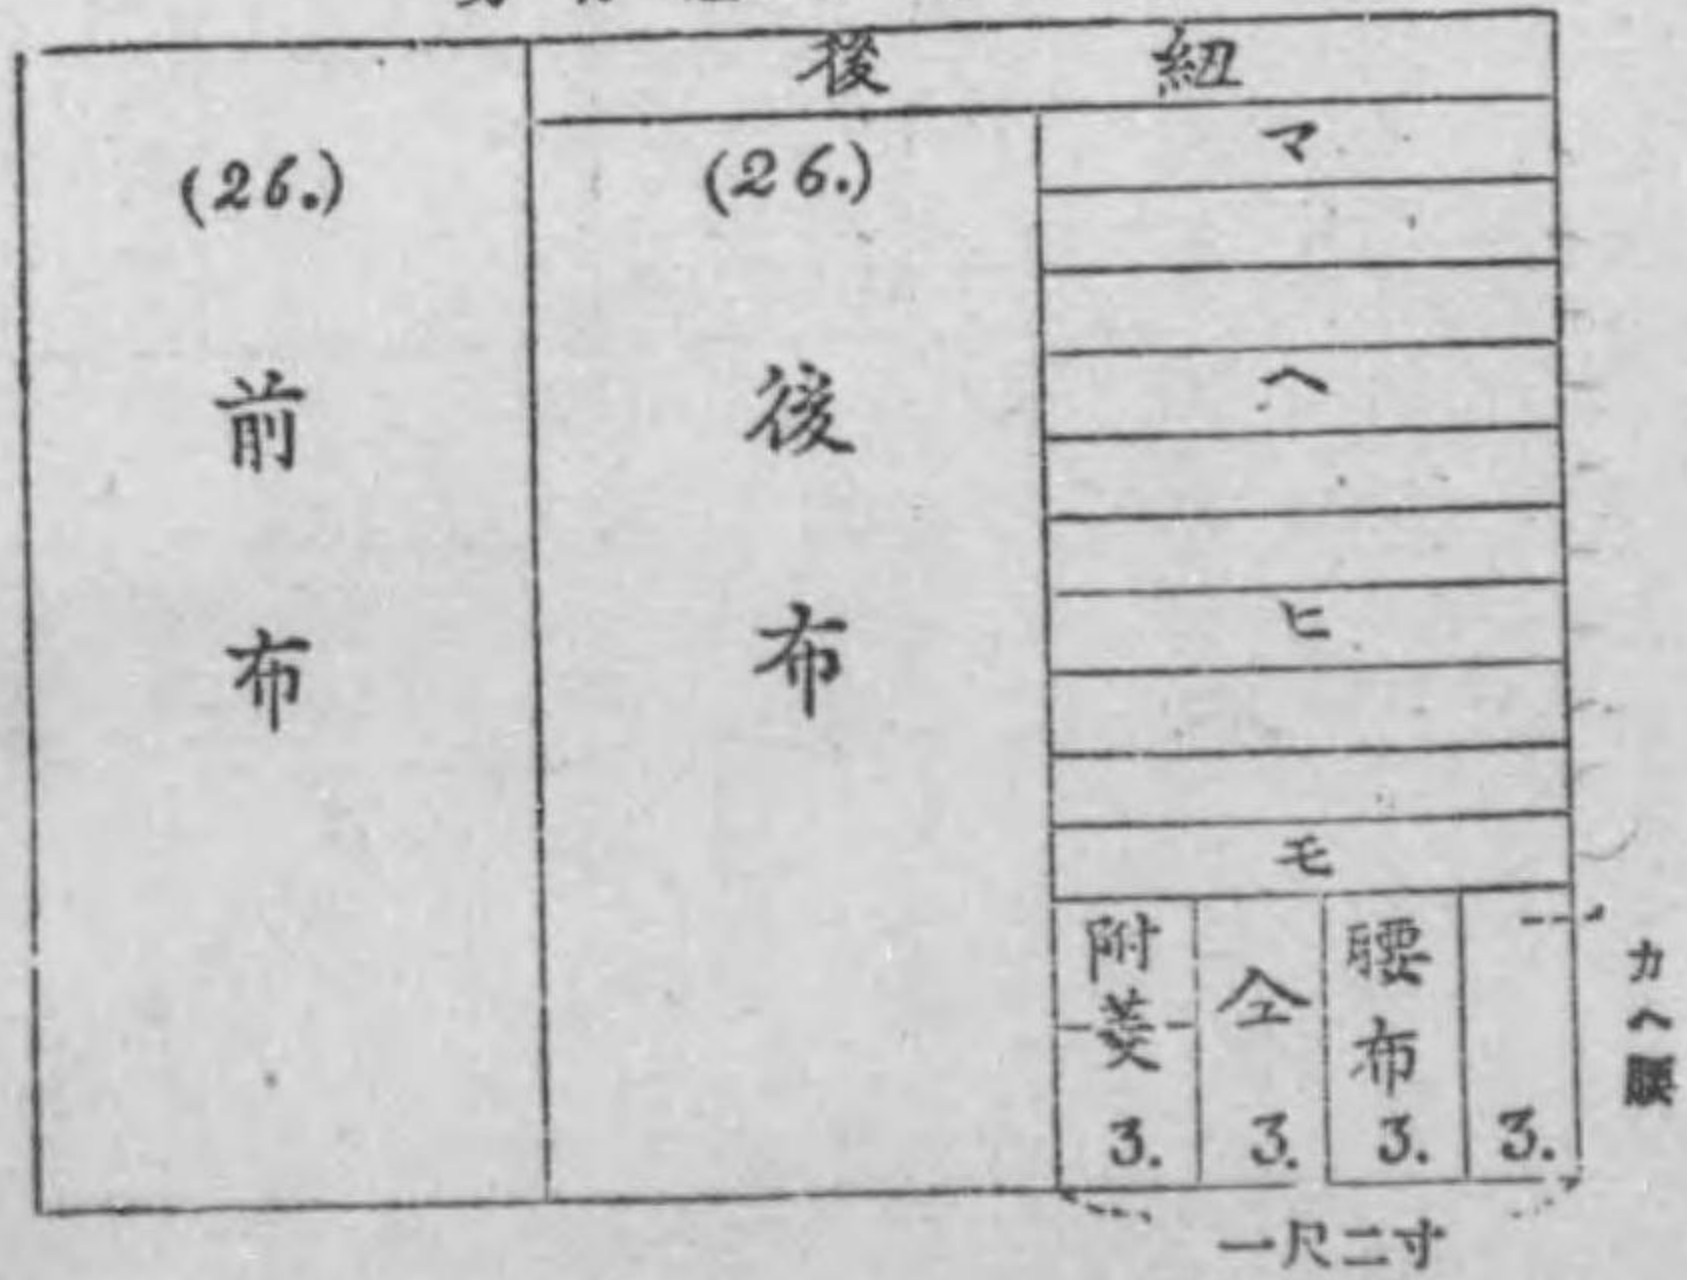 後紐
(26.)
前布
(26.)
後布
マ
ヘ
ヒ
モ
附菱
3.
仝
3.
腰布
3.
3.
カヘ腰
一尺二寸